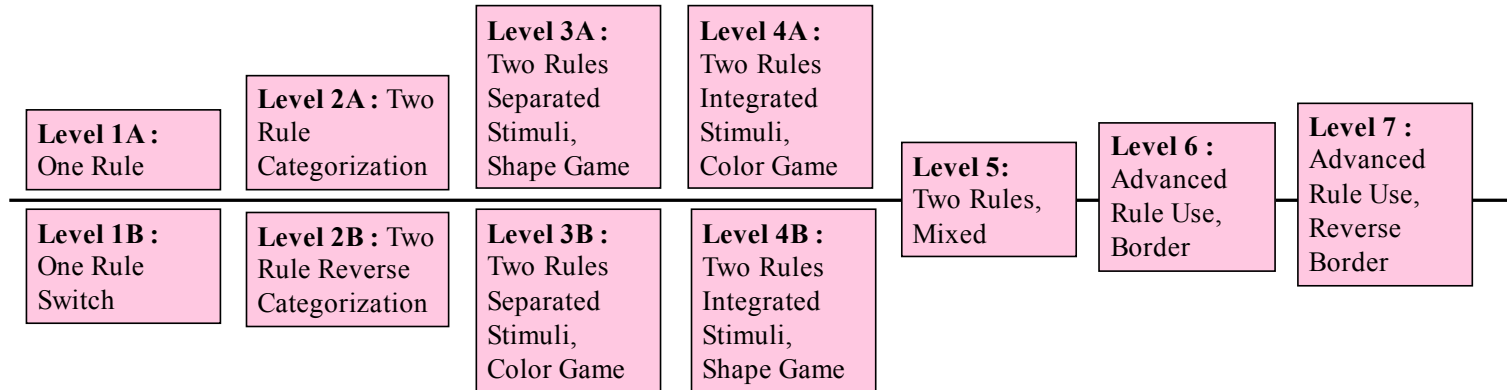 Level 1A :
One Rule
Level 1B :
One Rule
Switch
Level 2A : Two
Rule
Categorization
Level 2B : Two
Rule Reverse
Categorization
Level 3A :
Two Rules
Separated
Stimuli,
Shape Game
Level 3B :
Two Rules
Separated
Stimuli,
Color Game
Level 4A :
Two Rules
Integrated
Stimuli,
Color Game
Level 4B :
Two Rules
Integrated
Stimuli,
Shape Game
Level 5:
Two Rules,
Mixed
Level 6 :
Advanced
Rule Use,
Border
Level 7 :
Advanced
Rule Use,
Reverse
Border